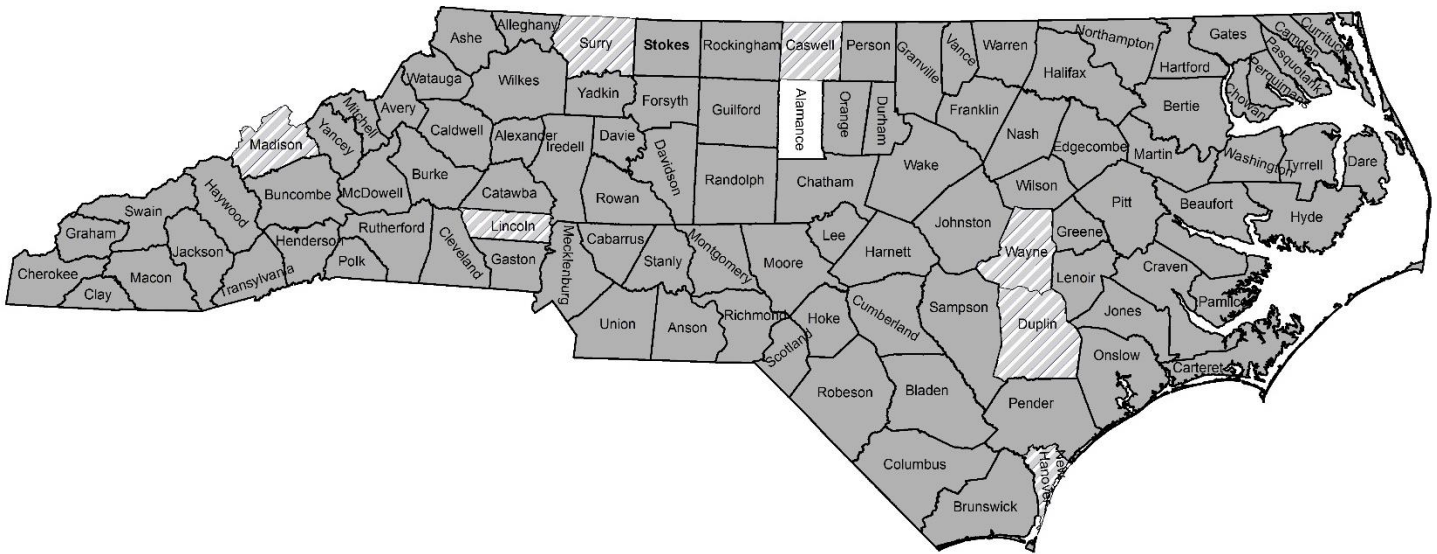 Alleghany
Ashe
Surry
Stokes
Rockingham
Caswell
Person
Granville
Vance
Warren
Northampton
Gates
Camden
Currituck
Pasquotank
Perquimans
Chowan
Hartford
Halifax
Bertie
Watauga
Wilkes
Yadkin
Forsyth
Guilford
Alamance
Orange
Durham
Franklin
Nash
Edgecombe
Martin
Washington
Tyrrell
Dare
Mitchell
Avery
Yancey
Madison
Caldwell
Alexander
Iredell
Davie
Davidson
Randolph
Chatham
Wake
Wilson
Pitt
Beaufort
Hyde
Haywood
Buncombe
McDowell
Burke
Catawba
Rowan
Swain
Graham
Jackson
Henderson
Rutherford
Lincoln
Cleveland
Gaston
Mecklenburg
Cabarrus
Stanly
Montgomery
Moore
Lee
Harnett
Johnston
Wayne
Greene
Lenoir
Craven
Pamlico
Cherokee
Macon
Clay
Transylvania
Polk
Union
Anson
Richmond
Scotland
Hoke
Cumberland
Sampson
Duplin
Jones
Onslow
Carteret
Robeson
Bladen
Pender
Columbus
Brunswick
New
Hanover